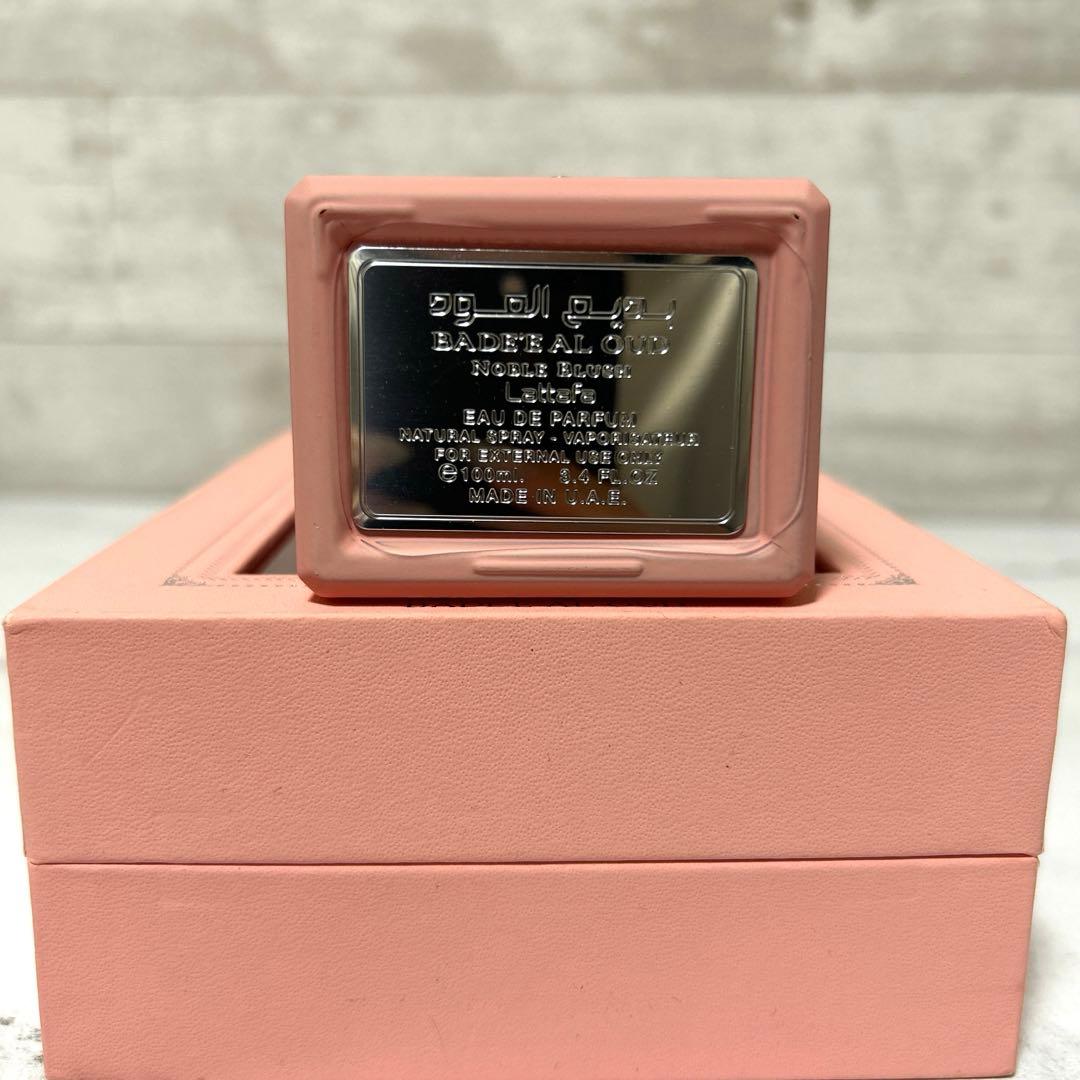 بديع العود
BADE'E AL OUD
NOBLE BLUSH
Lattafa
EAU DE PARFUM
NATURAL SPRAY - VAPORISATEUR
FOR EXTERNAL USE ONLY
e100ml. 3.4 FL.OZ
MADE IN U.A.E.